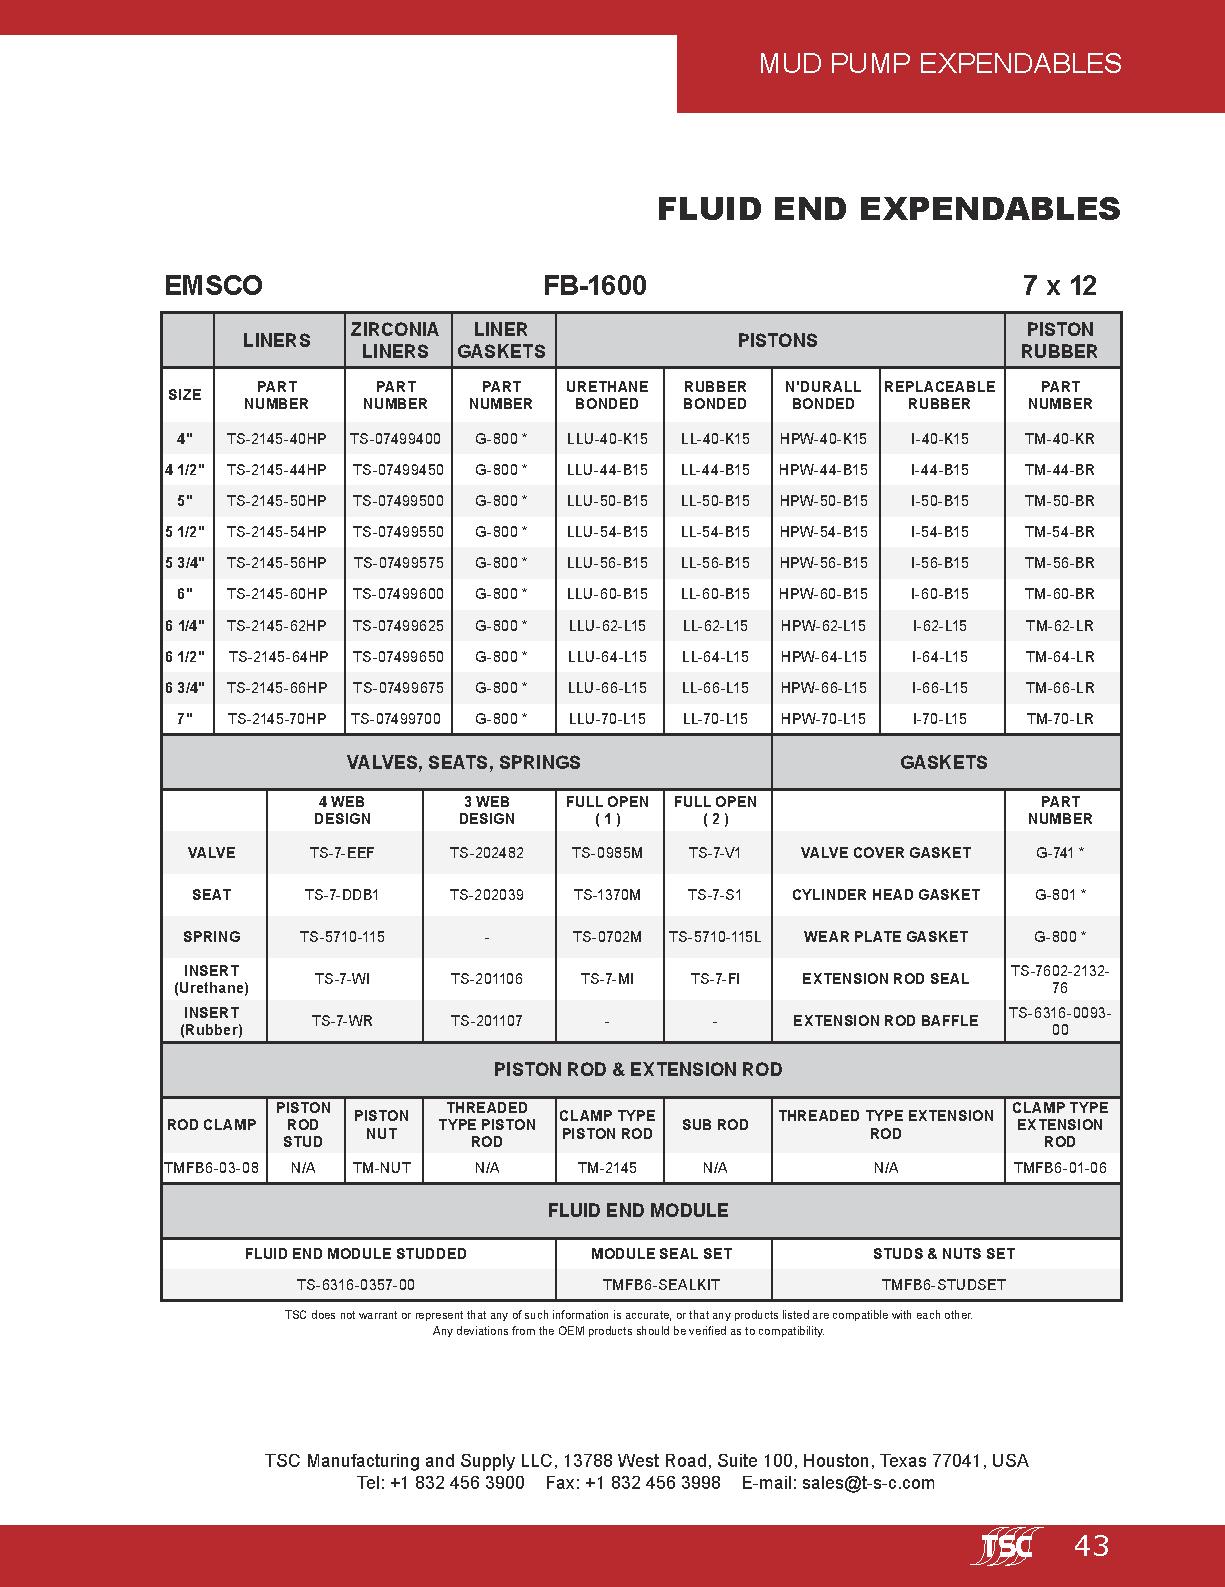 MUD PUMP EXPENDABLES
FLUID END EXPENDABLES
EMSCO FB-1600 7 x 12
LINERS ZIRCONIA LINERS LINER GASKETS PISTONS PISTON RUBBER
SIZE PART NUMBER PART NUMBER PART NUMBER URETHANE BONDED RUBBER BONDED N'DURALL BONDED REPLACEABLE RUBBER PART NUMBER
4" TS-2145-40HP TS-07499400 G-800 * LLU-40-K15 LL-40-K15 HPW-40-K15 I-40-K15 TM-40-KR
4 1/2" TS-2145-44HP TS-07499450 G-800 * LLU-44-B15 LL-44-B15 HPW-44-B15 I-44-B15 TM-44-BR
5" TS-2145-50HP TS-07499500 G-800 * LLU-50-B15 LL-50-B15 HPW-50-B15 I-50-B15 TM-50-BR
5 1/2" TS-2145-54HP TS-07499550 G-800 * LLU-54-B15 LL-54-B15 HPW-54-B15 I-54-B15 TM-54-BR
5 3/4" TS-2145-56HP TS-07499575 G-800 * LLU-56-B15 LL-56-B15 HPW-56-B15 I-56-B15 TM-56-BR
6" TS-2145-60HP TS-07499600 G-800 * LLU-60-B15 LL-60-B15 HPW-60-B15 I-60-B15 TM-60-BR
6 1/4" TS-2145-62HP TS-07499625 G-800 * LLU-62-L15 LL-62-L15 HPW-62-L15 I-62-L15 TM-62-LR
6 1/2" TS-2145-64HP TS-07499650 G-800 * LLU-64-L15 LL-64-L15 HPW-64-L15 I-64-L15 TM-64-LR
6 3/4" TS-2145-66HP TS-07499675 G-800 * LLU-66-L15 LL-66-L15 HPW-66-L15 I-66-L15 TM-66-LR
7" TS-2145-70HP TS-07499700 G-800 * LLU-70-L15 LL-70-L15 HPW-70-L15 I-70-L15 TM-70-LR
VALVES, SEATS, SPRINGS GASKETS
4 WEB DESIGN 3 WEB DESIGN FULL OPEN ( 1 ) FULL OPEN ( 2 ) PART NUMBER
VALVE TS-7-EEF TS-202482 TS-0985M TS-7-V1 VALVE COVER GASKET G-741 *
SEAT TS-7-DDB1 TS-202039 TS-1370M TS-7-S1 CYLINDER HEAD GASKET G-801 *
SPRING TS-5710-115 - TS-0702M TS-5710-115L WEAR PLATE GASKET G-800 *
INSERT (Urethane) TS-7-WI TS-201106 TS-7-MI TS-7-FI EXTENSION ROD SEAL TS-7602-2132-76
INSERT (Rubber) TS-7-WR TS-201107 - - EXTENSION ROD BAFFLE TS-6316-0093-00
PISTON ROD & EXTENSION ROD
ROD CLAMP PISTON ROD STUD PISTON NUT THREADED TYPE PISTON ROD CLAMP TYPE PISTON ROD SUB ROD THREADED TYPE EXTENSION ROD CLAMP TYPE EXTENSION ROD
TMFB6-03-08 N/A TM-NUT N/A TM-2145 N/A N/A TMFB6-01-06
FLUID END MODULE
FLUID END MODULE STUDDED MODULE SEAL SET STUDS & NUTS SET
TS-6316-0357-00 TMFB6-SEALKIT TMFB6-STUDSET
TSC does not warrant or represent that any of such information is accurate, or that any products listed are compatible with each other.
Any deviations from the OEM products should be verified as to compatibility.
TSC Manufacturing and Supply LLC, 13788 West Road, Suite 100, Houston, Texas 77041, USA
Tel: +1 832 456 3900 Fax: +1 832 456 3998 E-mail: sales@t-s-c.com
TSC 43